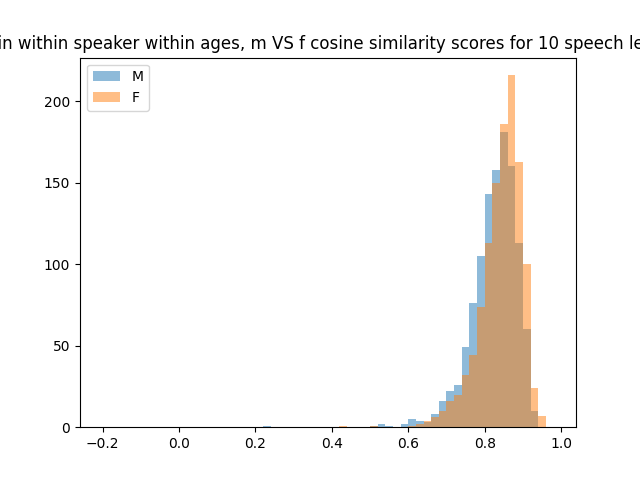 in within speaker within ages, m VS f cosine similarity scores for 10 speech le
M
F
200
150
100
50
0
−0.2 0.0 0.2 0.4 0.6 0.8 1.0